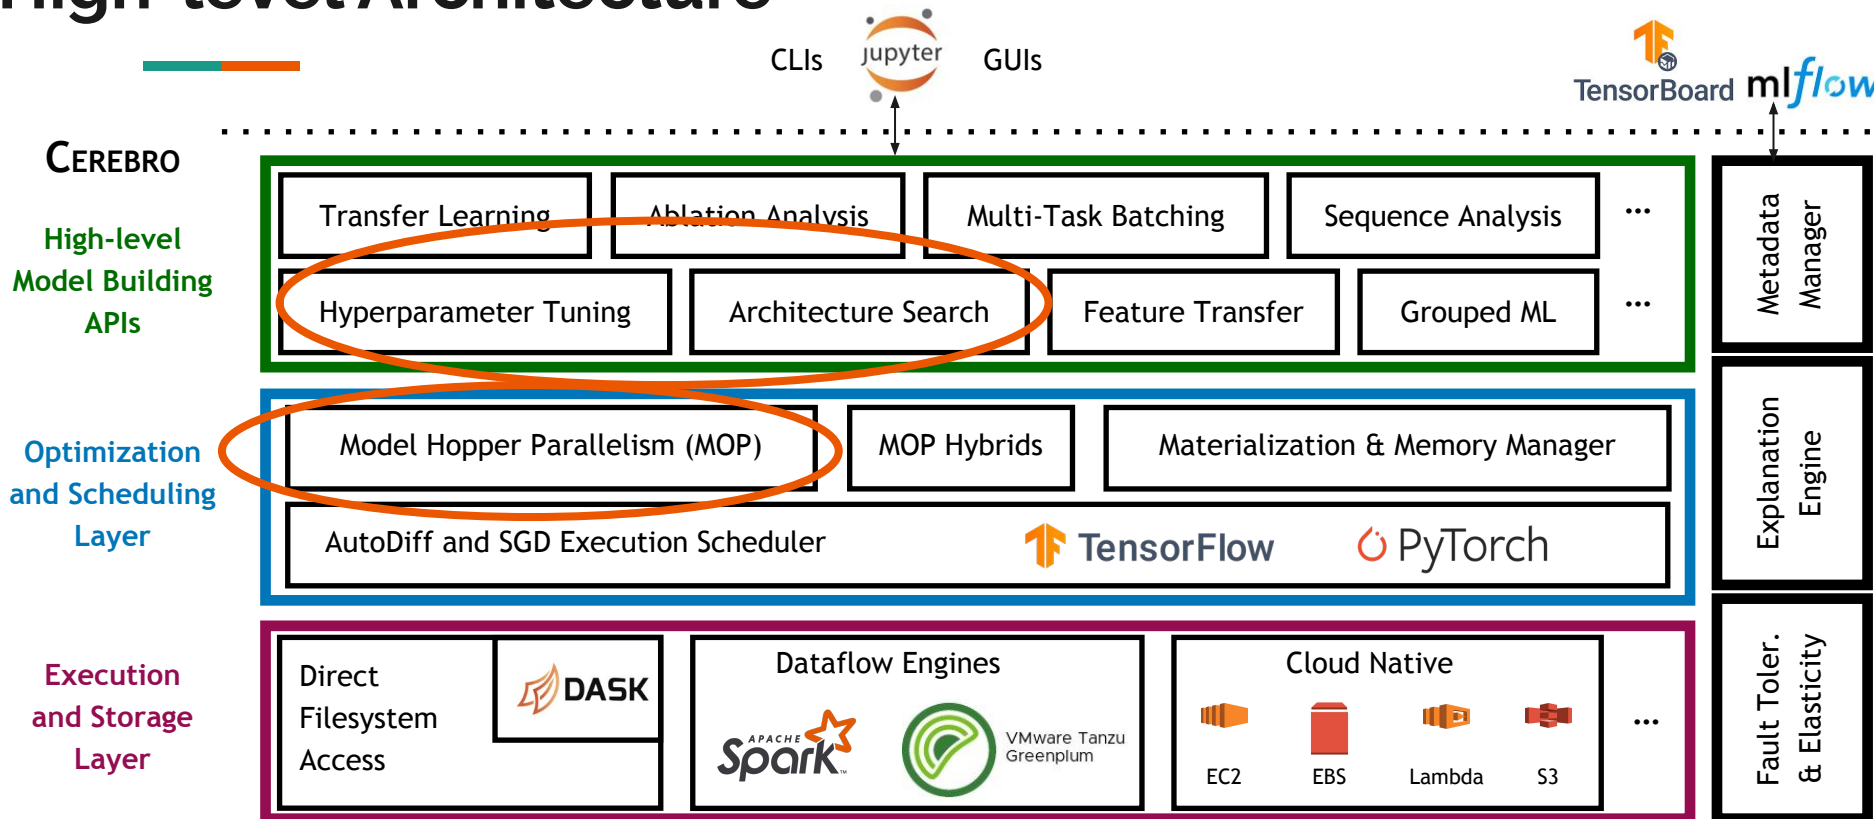 High-level Architecture
CLIs
jupyter
GUIs
TensorBoard
mlflow
CEREBRO
High-level
Model Building
APIs
Transfer Learning
Ablation Analysis
Multi-Task Batching
Sequence Analysis
...
Hyperparameter Tuning
Architecture Search
Feature Transfer
Grouped ML
...
Metadata
Manager
Optimization
and Scheduling
Layer
Model Hopper Parallelism (MOP)
MOP Hybrids
Materialization & Memory Manager
AutoDiff and SGD Execution Scheduler
TensorFlow
PyTorch
Explanation
Engine
Execution
and Storage
Layer
Direct
Filesystem
Access
DASK
Dataflow Engines
APACHE
Spark
VMware Tanzu
Greenplum
Cloud Native
EC2
EBS
Lambda
S3
...
Fault Toler.
& Elasticity